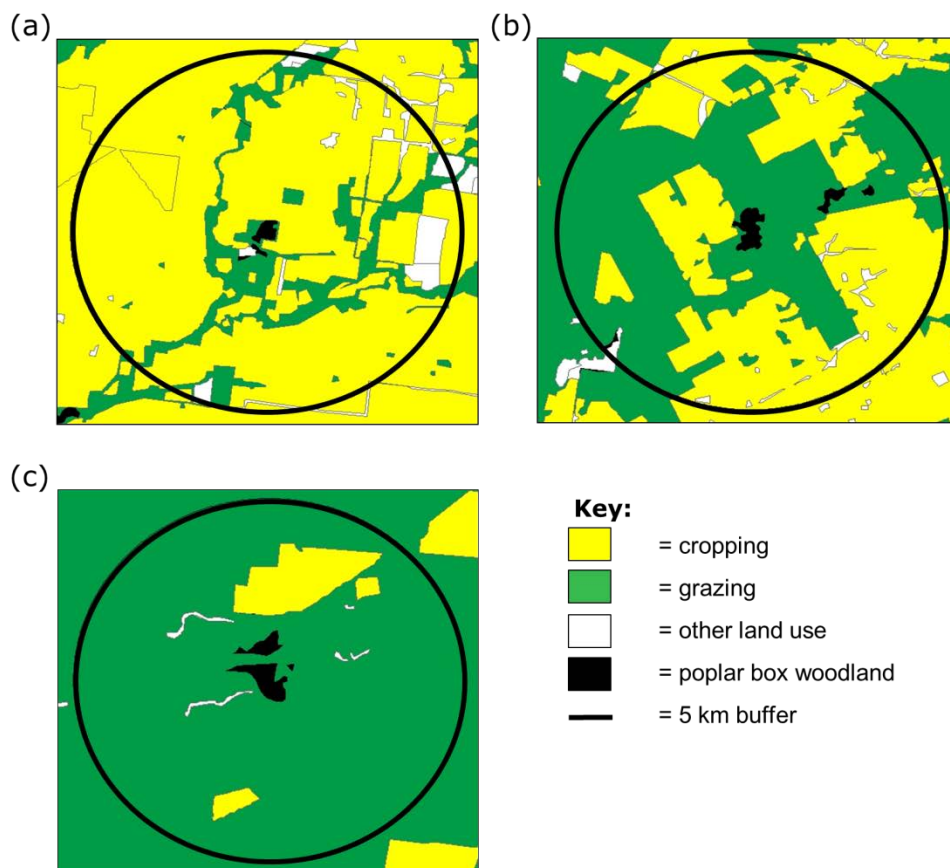 (a)
(b)
(c)
Key:
= cropping
= grazing
= other land use
= poplar box woodland
= 5 km buffer